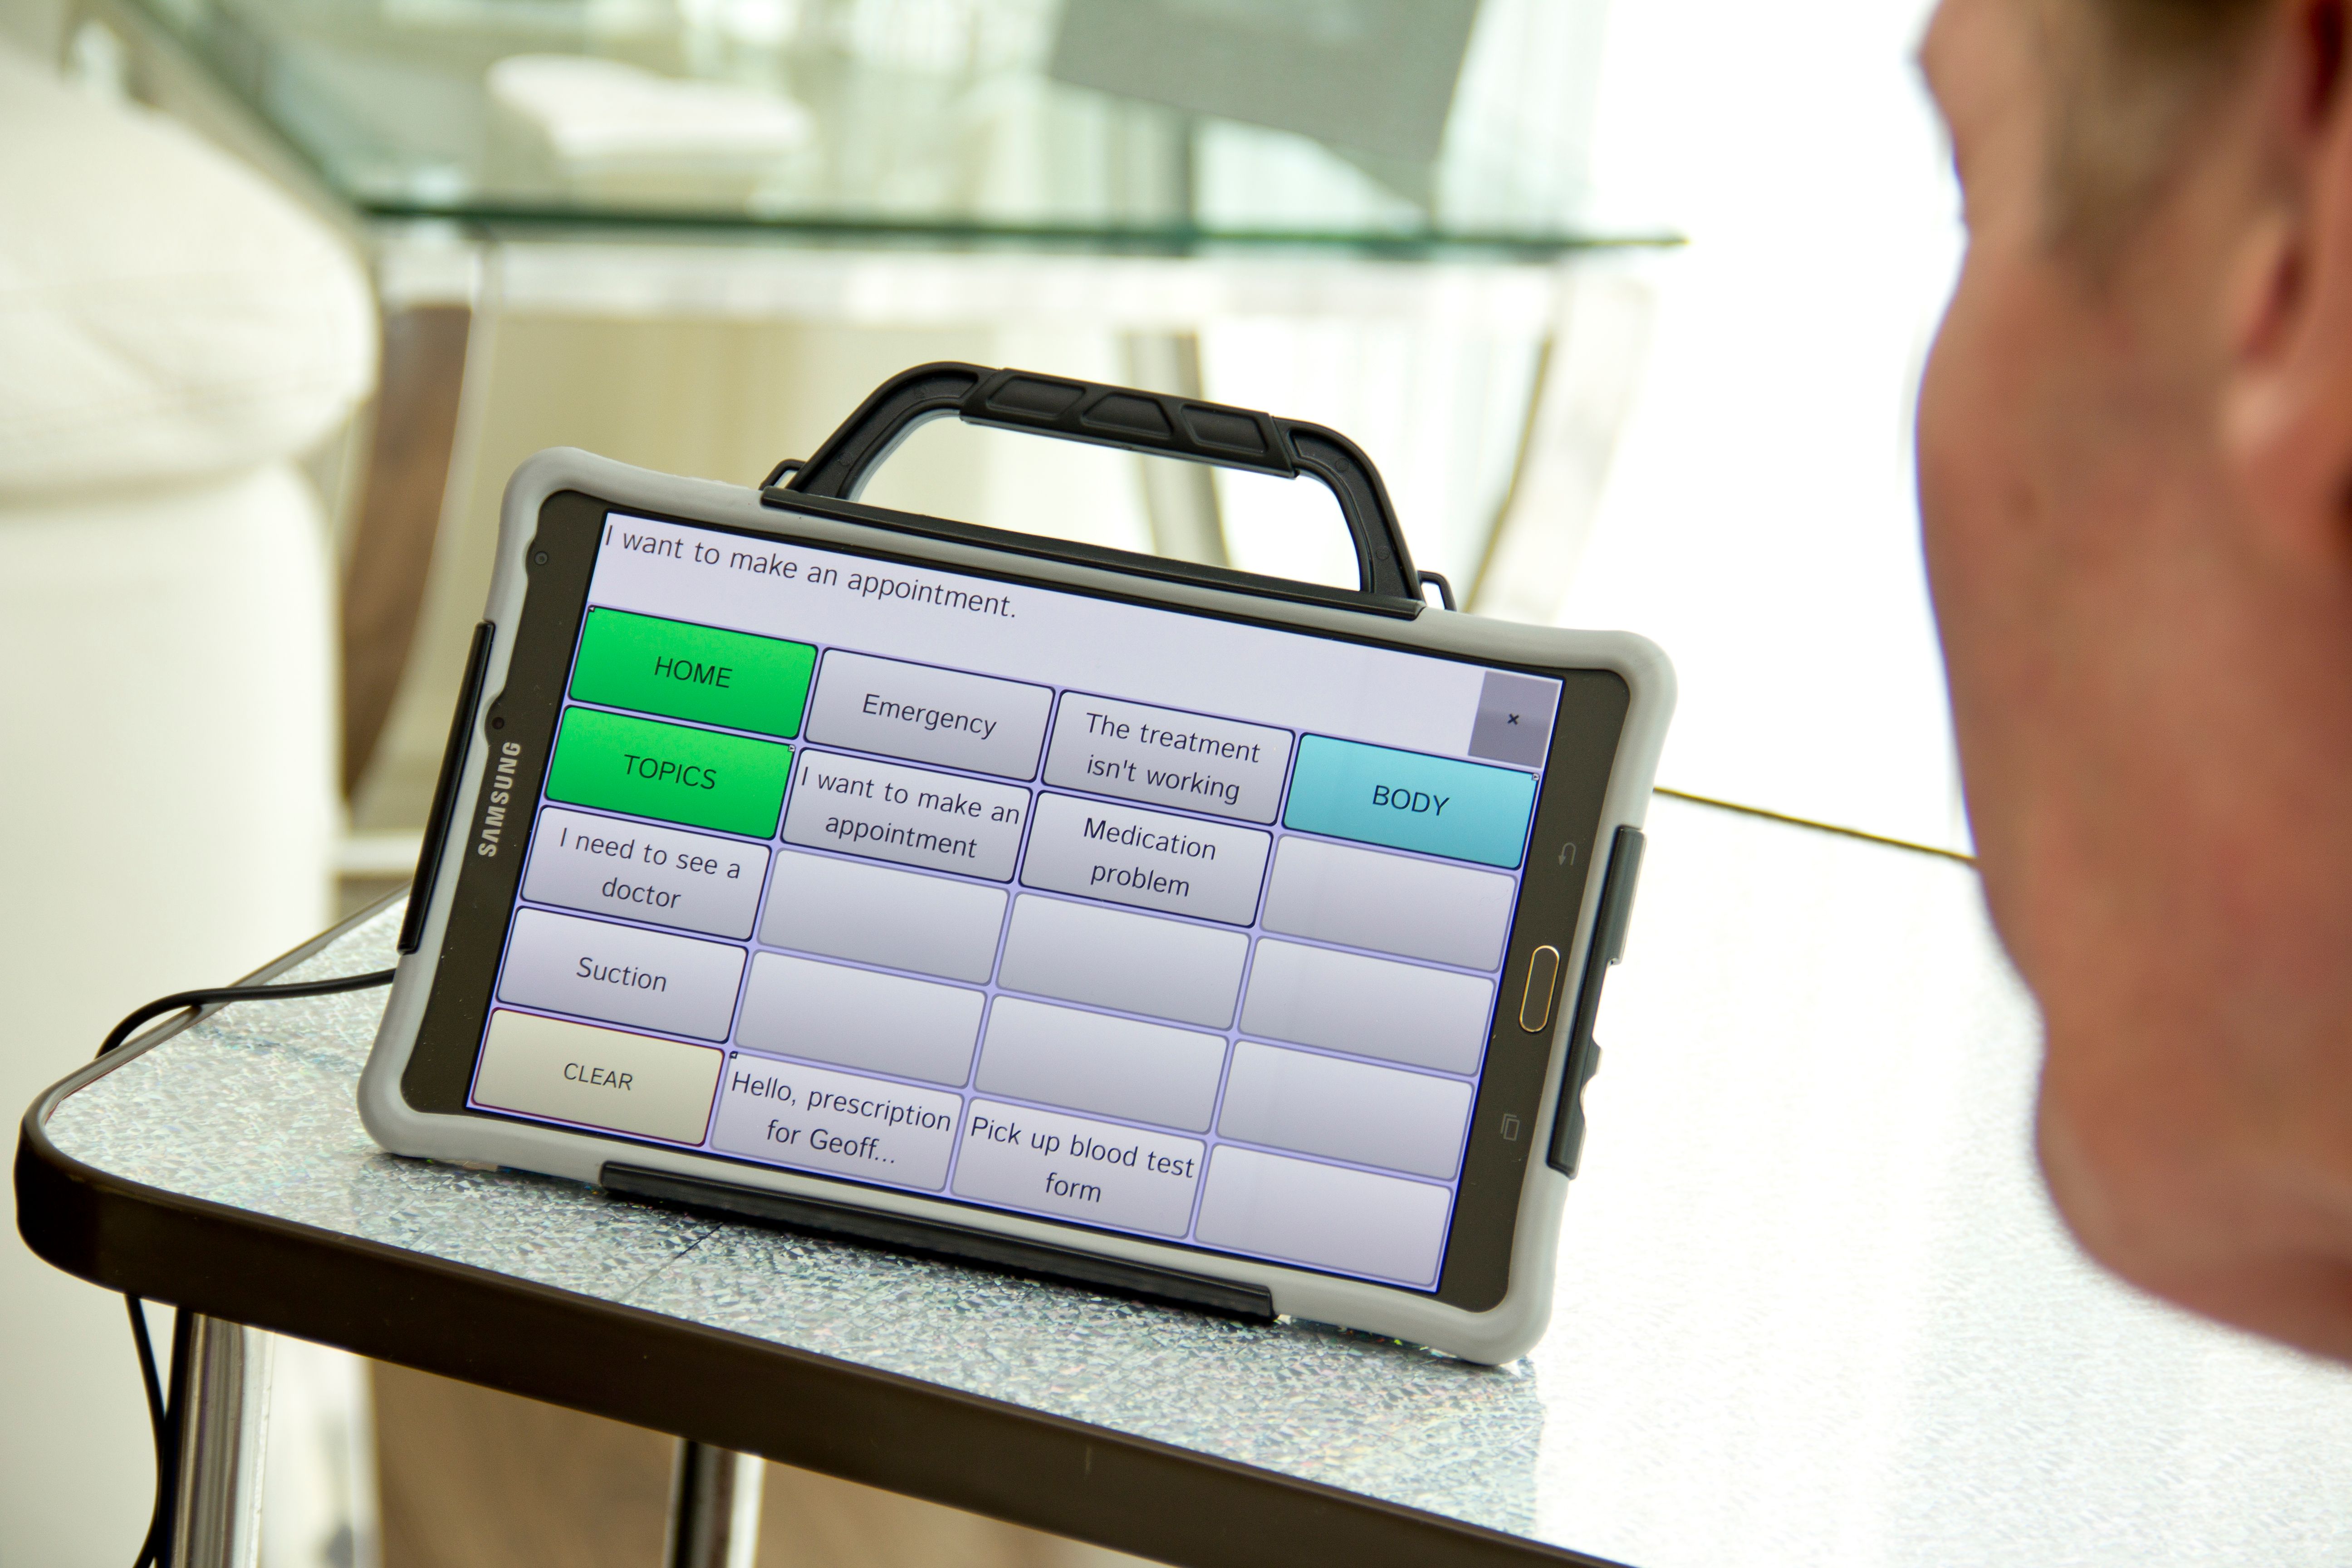 I want to make an appointment.
×
HOME
Emergency
The treatment
isn't working
BODY
TOPICS
I want to make an
appointment
Medication
problem
I need to see a
doctor
Suction
CLEAR
Hello, prescription
for Geoff...
Pick up blood test
form
SAMSUNG